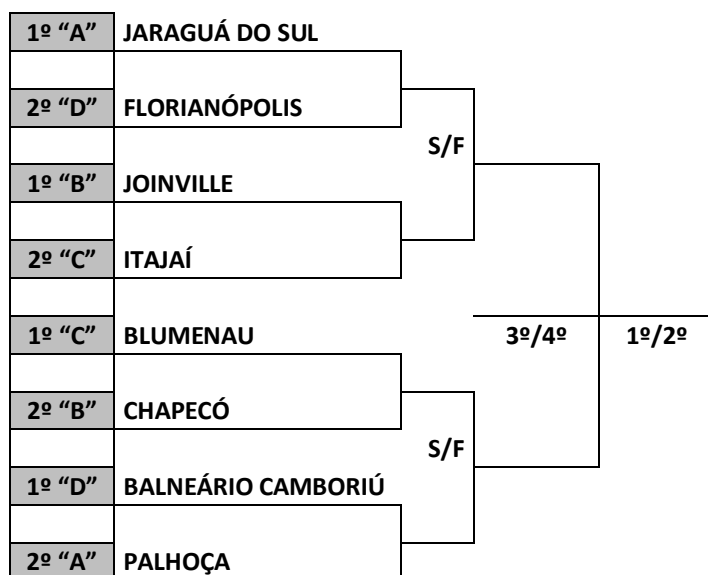 1º “A” JARAGUÁ DO SUL
2º “D” FLORIANÓPOLIS
S/F
1º “B” JOINVILLE
2º “C” ITAJAÍ
1º “C” BLUMENAU 3º/4º 1º/2º
2º “B” CHAPECÓ
S/F
1º “D” BALNEÁRIO CAMBORIÚ
2º “A” PALHOÇA